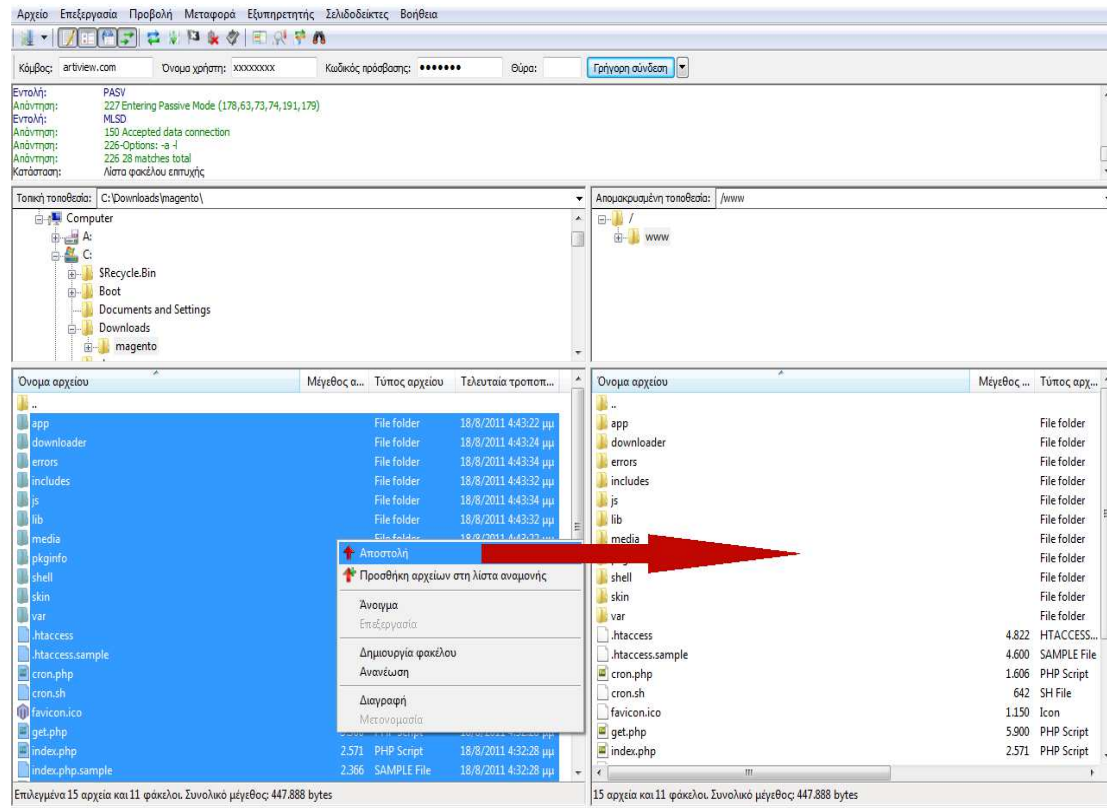 Αρχείο Επεξεργασία Προβολή Μεταφορά Εξυπηρετητής Σελιδοδείκτες Βοήθεια
Κόμβος: artiview.com Όνομα χρήστη: xxxxxxxx Κωδικός πρόσβασης: ●●●●●●● Θύρα: Γρήγορη σύνδεση
Εντολή: PASV
Απάντηση: 227 Entering Passive Mode (178,63,73,74,191,179)
Εντολή: MLSD
Απάντηση: 150 Accepted data connection
Απάντηση: 226-Options: -a -l
Απάντηση: 226 28 matches total
Κατάσταση: Λίστα φακέλου επιτυχής
Τοπική τοποθεσία: C:\Downloads\magento\
Computer
A:
C:
$Recycle.Bin
Boot
Documents and Settings
Downloads
magento
Απομακρυσμένη τοποθεσία: /www
/
www
Όνομα αρχείου Μέγεθος α... Τύπος αρχείου Τελευταία τροποπ...
..
app File folder 18/8/2011 4:43:22 μμ
downloader File folder 18/8/2011 4:43:24 μμ
errors File folder 18/8/2011 4:43:34 μμ
includes File folder 18/8/2011 4:43:32 μμ
js File folder 18/8/2011 4:43:34 μμ
lib File folder 18/8/2011 4:43:32 μμ
media File folder 18/8/2011 4:43:22 μμ
pkginfo
shell
skin
var
.htaccess
.htaccess.sample
cron.php
cron.sh
favicon.ico
get.php
index.php 2.571 PHP Script 18/8/2011 4:32:28 μμ
index.php.sample 2.366 SAMPLE File 18/8/2011 4:32:28 μμ
Αποστολή
Προσθήκη αρχείων στη λίστα αναμονής
Άνοιγμα
Επεξεργασία
Δημιουργία φακέλου
Ανανέωση
Διαγραφή
Μετονομασία
Επιλεγμένα 15 αρχεία και 11 φάκελοι. Συνολικό μέγεθος: 447.888 bytes
Όνομα αρχείου Μέγεθος ... Τύπος αρχ...
..
app File folder
downloader File folder
errors File folder
includes File folder
js File folder
lib File folder
media File folder
File folder
shell File folder
skin File folder
var File folder
.htaccess 4.822 HTACCESS...
.htaccess.sample 4.600 SAMPLE File
cron.php 1.606 PHP Script
cron.sh 642 SH File
favicon.ico 1.150 Icon
get.php 5.900 PHP Script
index.php 2.571 PHP Script
15 αρχεία και 11 φάκελοι. Συνολικό μέγεθος: 447.888 bytes